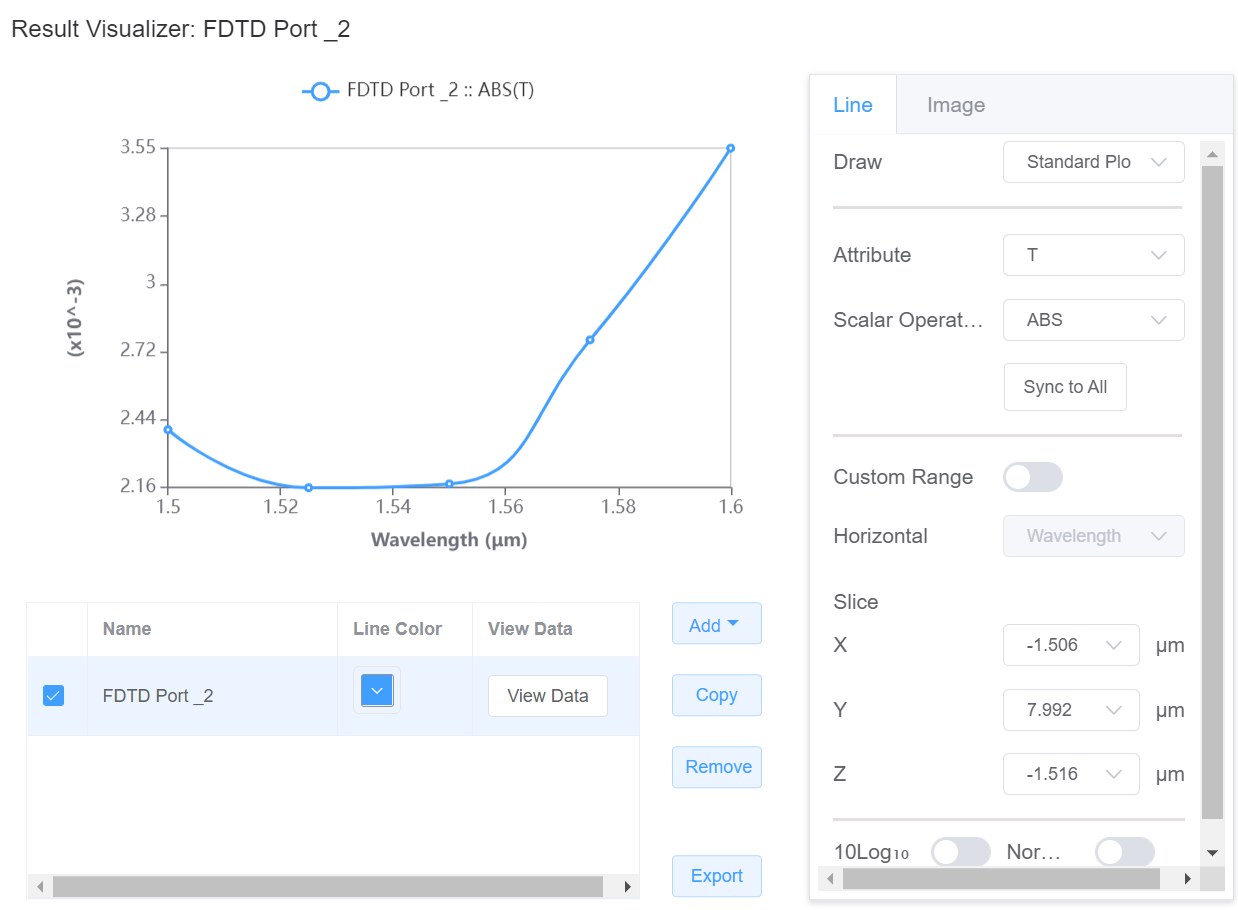 Result Visualizer: FDTD Port _2
FDTD Port _2 :: ABS(T)
3.55
3.28
3
2.72
2.44
2.16
(x10^-3)
1.5
1.52
1.54
1.56
1.58
1.6
Wavelength (μm)
Name
Line Color
View Data
FDTD Port _2
View Data
Add
Copy
Remove
Export
Line
Image
Draw
Standard Plo
Attribute
T
Scalar Operat...
ABS
Sync to All
Custom Range
Horizontal
Wavelength
Slice
X
-1.506
μm
Y
7.992
μm
Z
-1.516
μm
10Log₁₀
Nor...